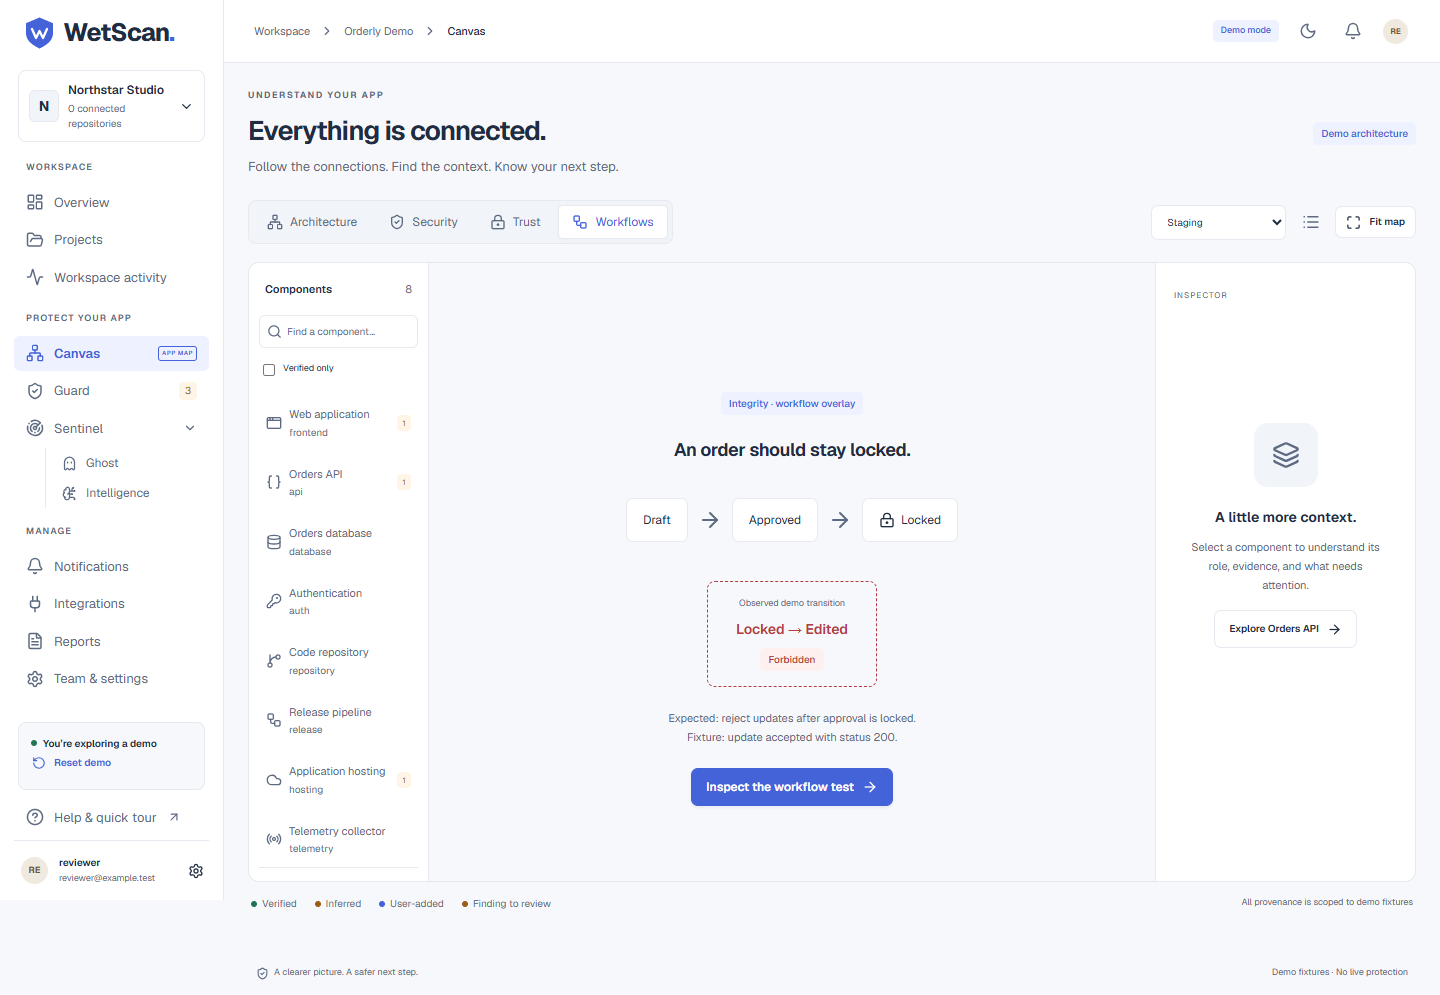 WetScan.
N
Northstar Studio
0 connected
repositories
WORKSPACE
Overview
Projects
Workspace activity
PROTECT YOUR APP
Canvas
APP MAP
Guard
3
Sentinel
Ghost
Intelligence
MANAGE
Notifications
Integrations
Reports
Team & settings
You're exploring a demo
Reset demo
Help & quick tour
RE
reviewer
reviewer@example.test
Workspace > Orderly Demo > Canvas
Demo mode
RE
UNDERSTAND YOUR APP
Everything is connected.
Follow the connections. Find the context. Know your next step.
Demo architecture
Architecture
Security
Trust
Workflows
Staging
Fit map
Components
8
Find a component...
Verified only
Web application
frontend
1
Orders API
api
1
Orders database
database
Authentication
auth
Code repository
repository
Release pipeline
release
Application hosting
hosting
1
Telemetry collector
telemetry
Integrity · workflow overlay
An order should stay locked.
Draft → Approved → Locked
Observed demo transition
Locked → Edited
Forbidden
Expected: reject updates after approval is locked.
Fixture: update accepted with status 200.
Inspect the workflow test →
INSPECTOR
A little more context.
Select a component to understand its
role, evidence, and what needs
attention.
Explore Orders API →
Verified
Inferred
User-added
Finding to review
All provenance is scoped to demo fixtures
A clearer picture. A safer next step.
Demo fixtures · No live protection